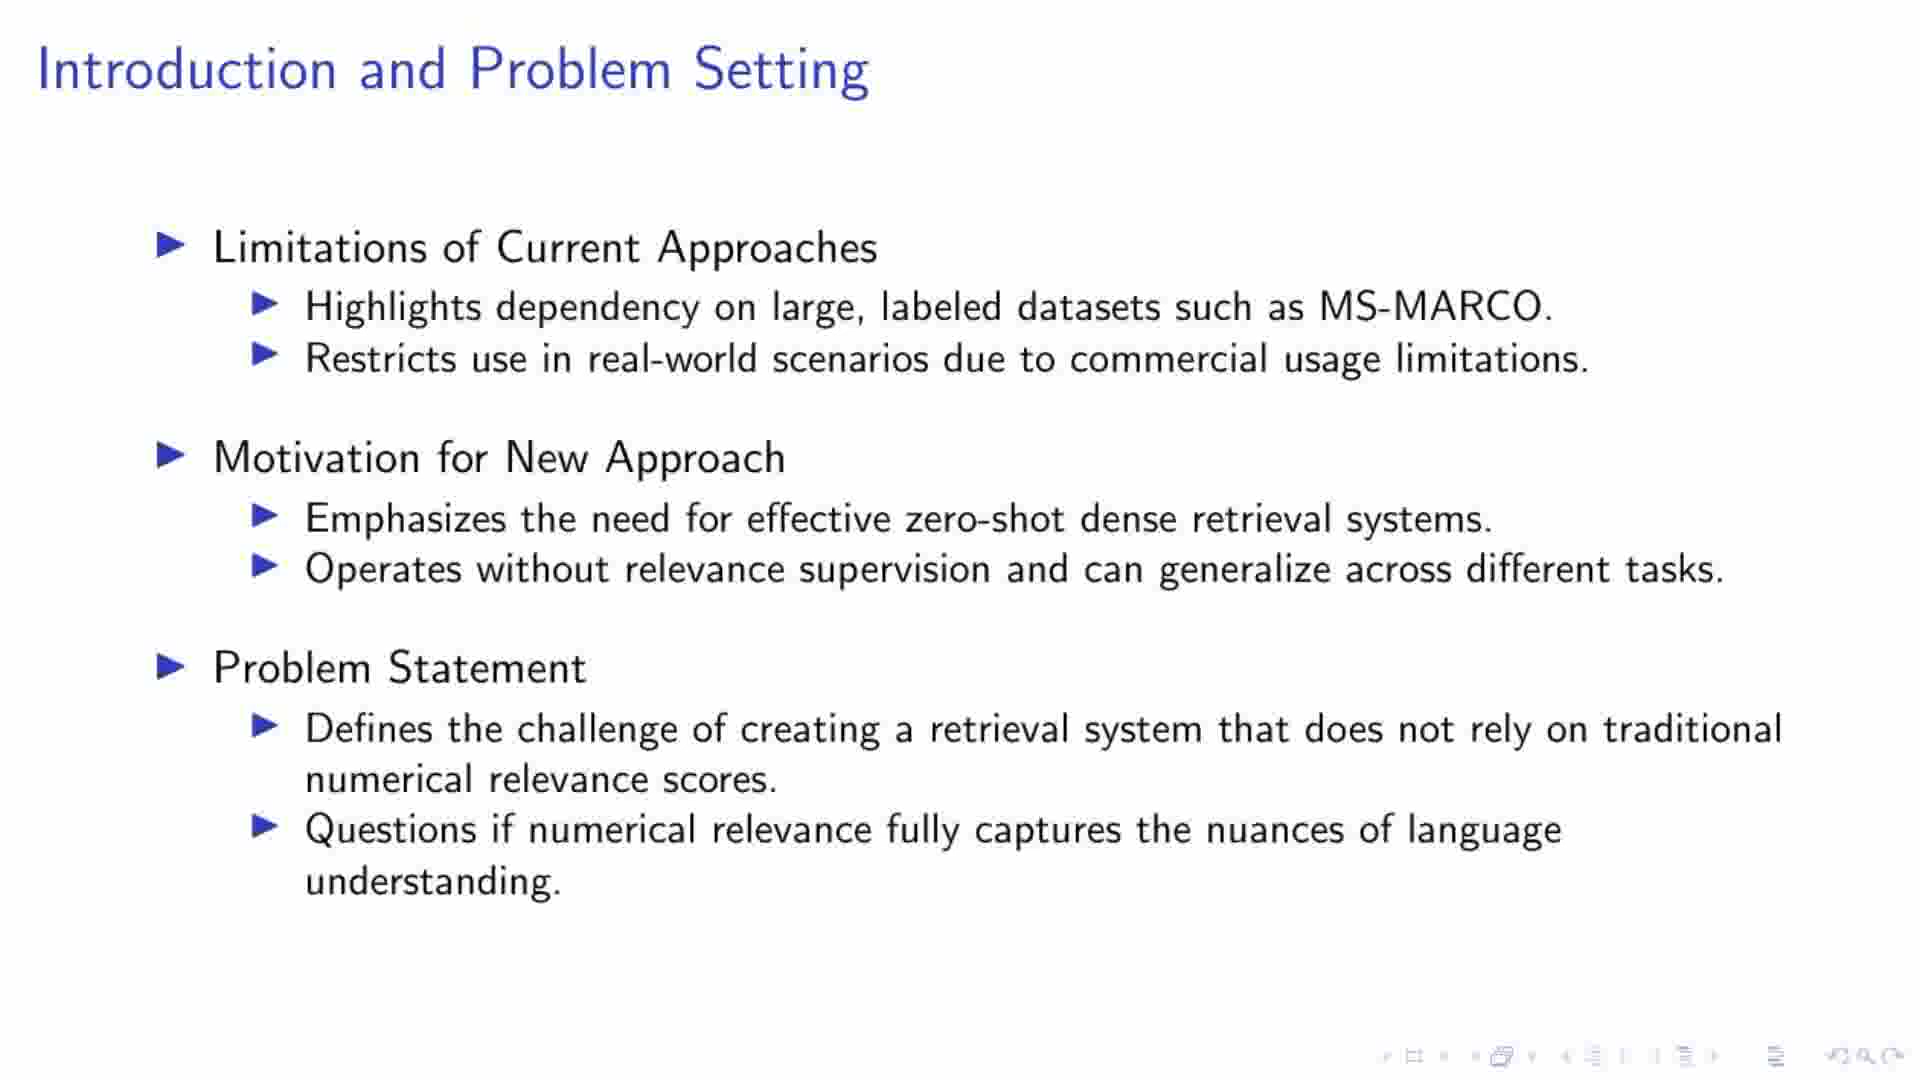 Introduction and Problem Setting
Limitations of Current Approaches
Highlights dependency on large, labeled datasets such as MS-MARCO.
Restricts use in real-world scenarios due to commercial usage limitations.
Motivation for New Approach
Emphasizes the need for effective zero-shot dense retrieval systems.
Operates without relevance supervision and can generalize across different tasks.
Problem Statement
Defines the challenge of creating a retrieval system that does not rely on traditional
numerical relevance scores.
Questions if numerical relevance fully captures the nuances of language
understanding.